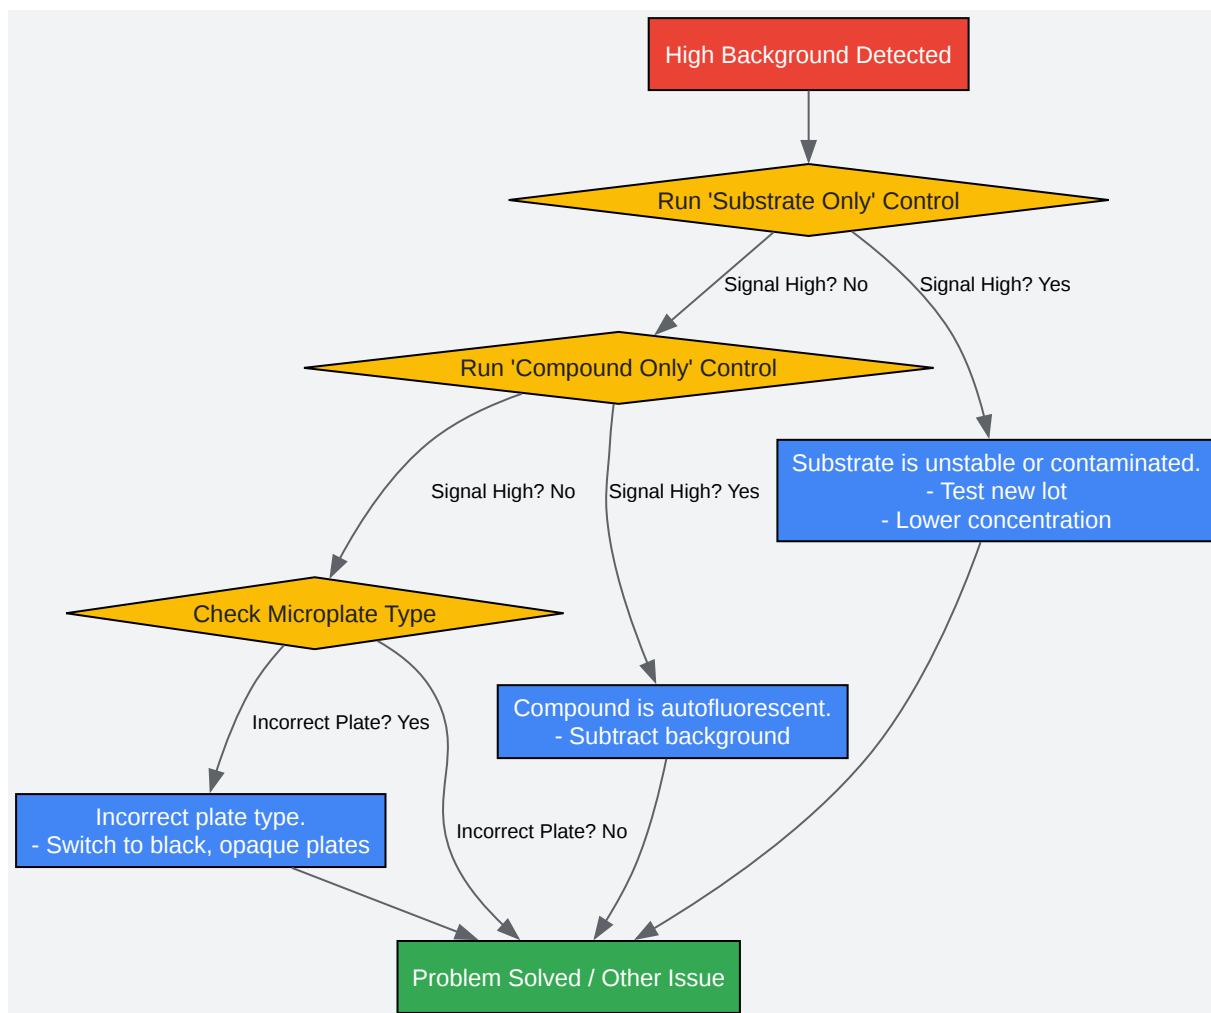 High Background Detected
Run 'Substrate Only' Control
Signal High? No
Signal High? Yes
Run 'Compound Only' Control
Substrate is unstable or contaminated.
- Test new lot
- Lower concentration
Signal High? No
Signal High? Yes
Check Microplate Type
Compound is autofluorescent.
- Subtract background
Incorrect Plate? Yes
Incorrect plate type.
- Switch to black, opaque plates
Incorrect Plate? No
Problem Solved / Other Issue